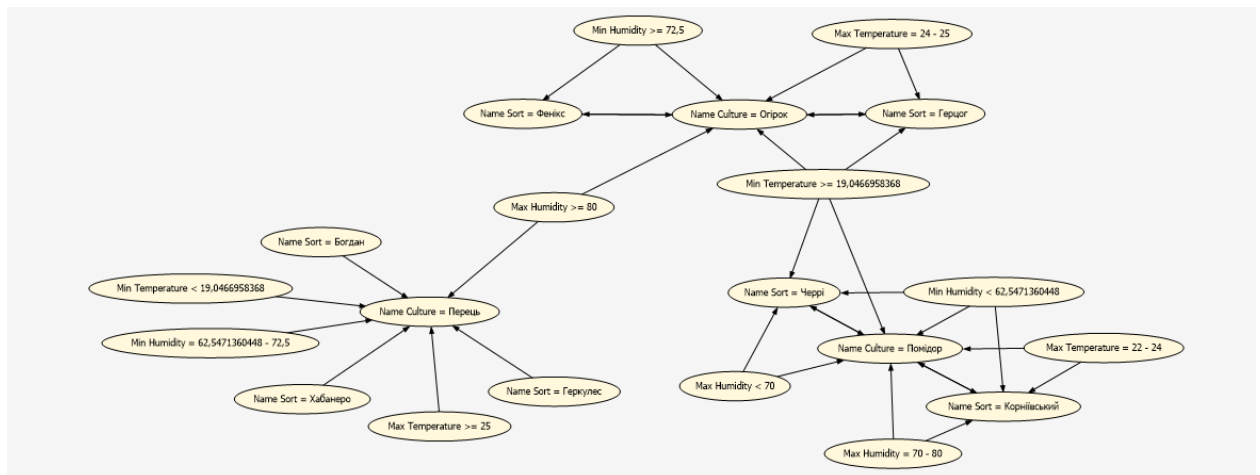 Min Humidity >= 72,5
Max Temperature = 24 - 25
Name Sort = Фенікс
Name Culture = Огірок
Name Sort = Герцог
Min Temperature >= 19,0466958368
Max Humidity >= 80
Name Sort = Богдан
Min Temperature < 19,0466958368
Name Culture = Перець
Min Humidity = 62,5471360448 - 72,5
Name Sort = Хабанеро
Name Sort = Геркулес
Max Temperature >= 25
Name Sort = Черрі
Min Humidity < 62,5471360448
Name Culture = Помідор
Max Temperature = 22 - 24
Max Humidity < 70
Name Sort = Корніївський
Max Humidity = 70 - 80